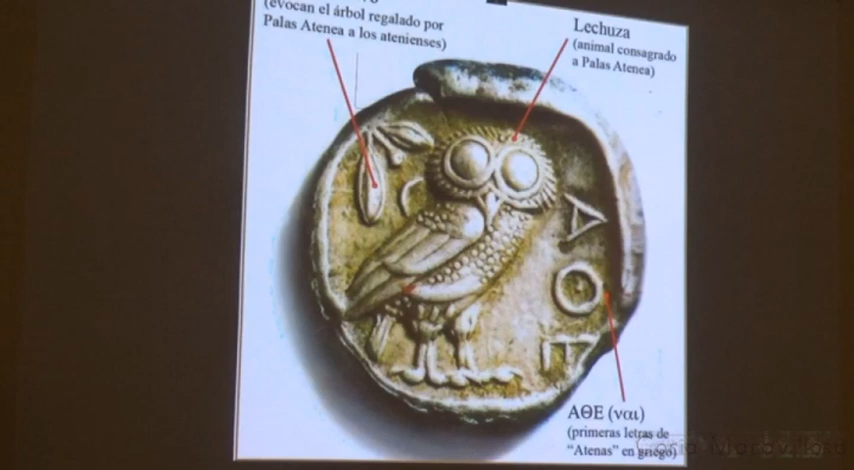 (evocan el árbol regalado por
Palas Atenea a los atenienses)
Lechuza
(animal consagrado
a Palas Atenea)
Α
Θ
Ε
ΑΘΕ (ναι)
(primeras letras de
“Atenas” en griego)